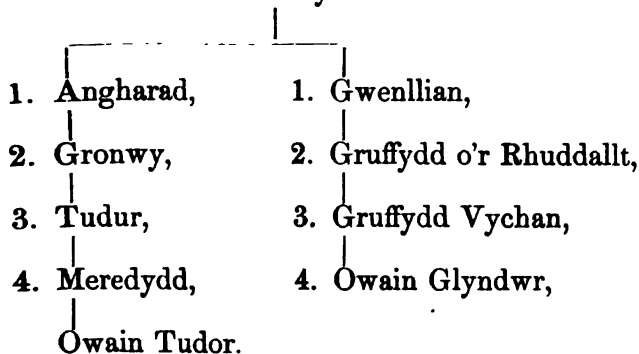 1. Angharad, 1. Gwenllian,
2. Gronwy, 2. Gruffydd o'r Rhuddallt,
3. Tudur, 3. Gruffydd Vychan,
4. Meredydd, 4. Owain Glyndwr,
Owain Tudor.